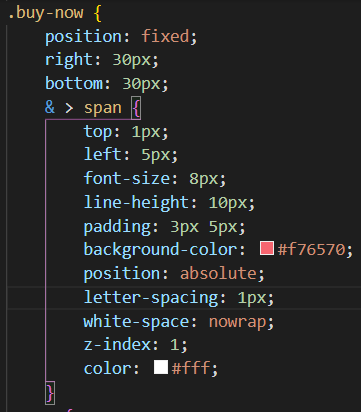 .buy-now {
position: fixed;
right: 30px;
bottom: 30px;
& > span {
top: 1px;
left: 5px;
font-size: 8px;
line-height: 10px;
padding: 3px 5px;
background-color: #f76570;
position: absolute;
letter-spacing: 1px;
white-space: nowrap;
z-index: 1;
color: #fff;
}